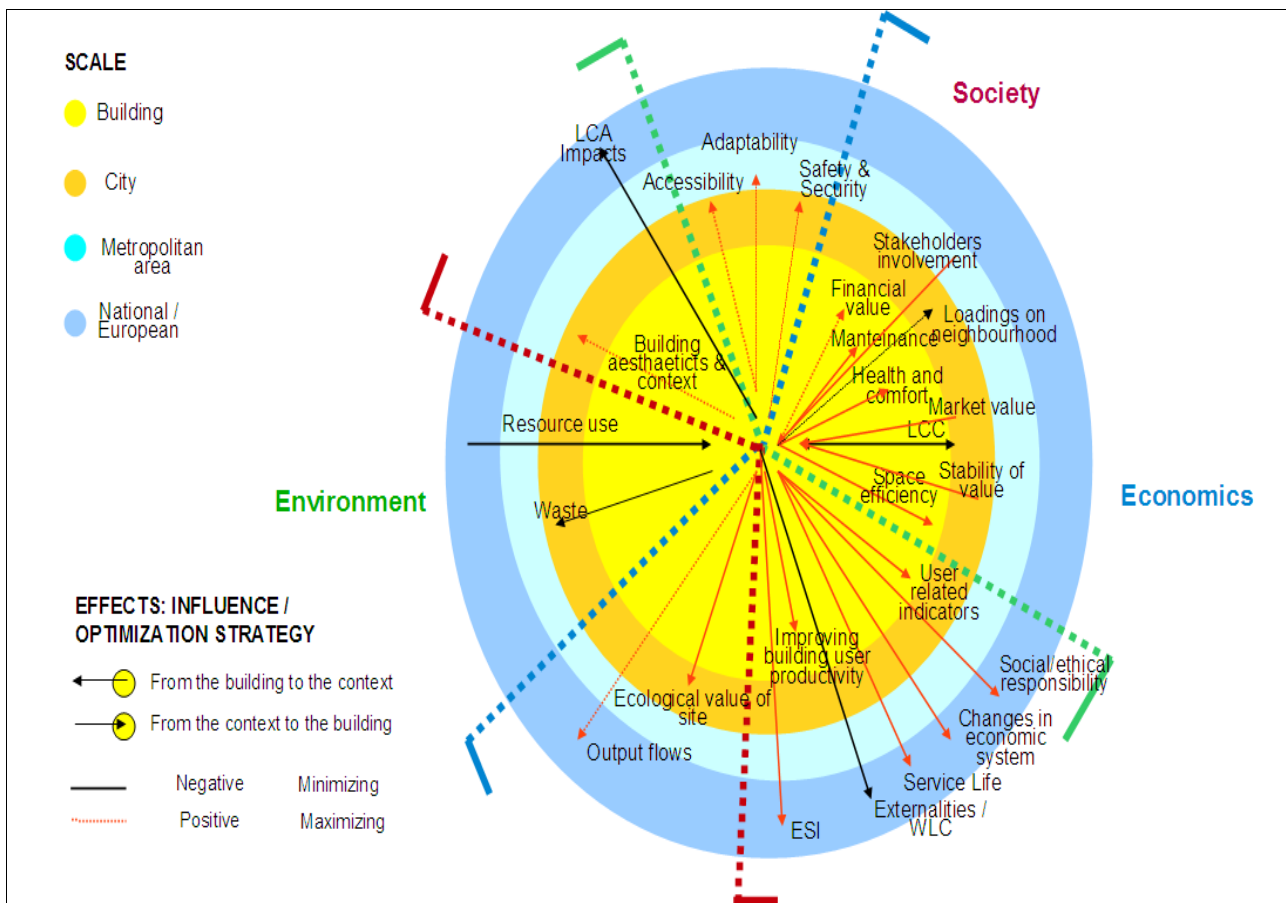 SCALE
Building
City
Metropolitan
area
National /
European
Society
LCA
Impacts
Adaptability
Accessibility
Safety &
Security
Stakeholders
involvement
Financial
value
Loadings on
neighbourhood
Manteinance
Building
aesthaeticts &
context
Health and
comfort
Market value
Resource use
LCC
Space
efficiency
Stability of
value
Environment
Economics
Waste
User
related
indicators
EFFECTS: INFLUENCE /
OPTIMIZATION STRATEGY
From the building to the context
From the context to the building
Negative Minimizing
Positive Maximizing
Improving
building user
productivity
Social/ethical
responsibility
Ecological value of
site
Changes in
economic
system
Output flows
Service Life
Externalities /
WLC
ESI